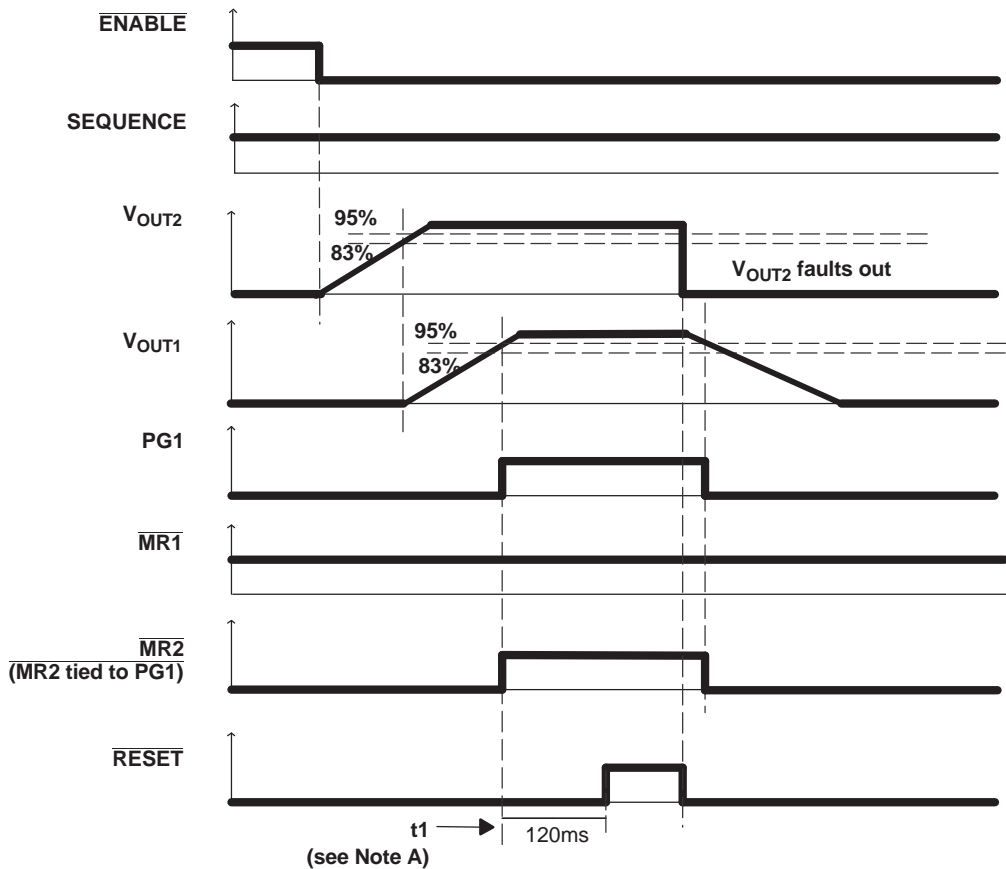 ENABLE
SEQUENCE
VOUT2
95%
83%
VOUT2 faults out
VOUT1
95%
83%
PG1
MR1
MR2
(MR2 tied to PG1)
RESET
t1
120ms
(see Note A)